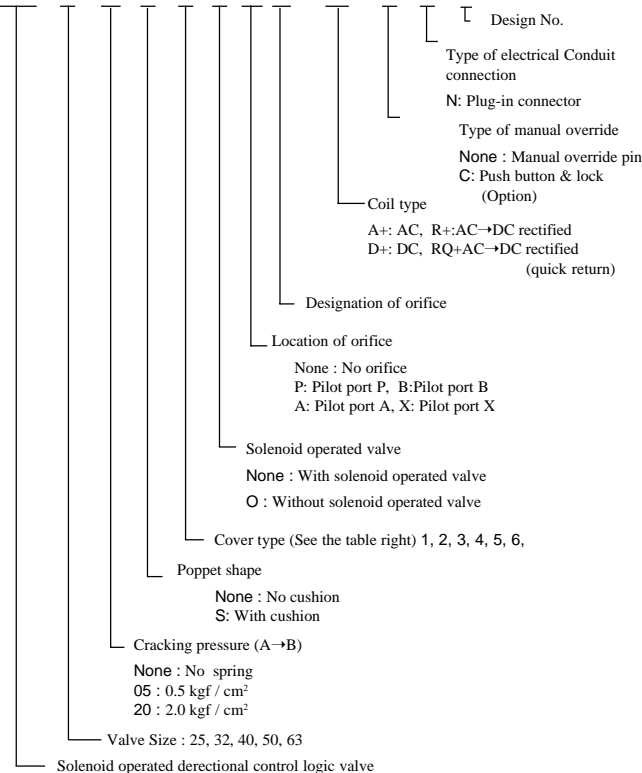 Design No.
Type of electrical Conduit
connection
N: Plug-in connector
Type of manual override
None : Manual override pin
C: Push button & lock
(Option)
Coil type
A+: AC, R+:AC→DC rectified
D+: DC, RQ+AC→DC rectified
(quick return)
Designation of orifice
Location of orifice
None : No orifice
P: Pilot port P, B:Pilot port B
A: Pilot port A, X: Pilot port X
Solenoid operated valve
None : With solenoid operated valve
O : Without solenoid operated valve
Cover type (See the table right) 1, 2, 3, 4, 5, 6,
Poppet shape
None : No cushion
S: With cushion
Cracking pressure (A→B)
None : No spring
05 : 0.5 kgf / cm²
20 : 2.0 kgf / cm²
Valve Size : 25, 32, 40, 50, 63
Solenoid operated derectional control logic valve